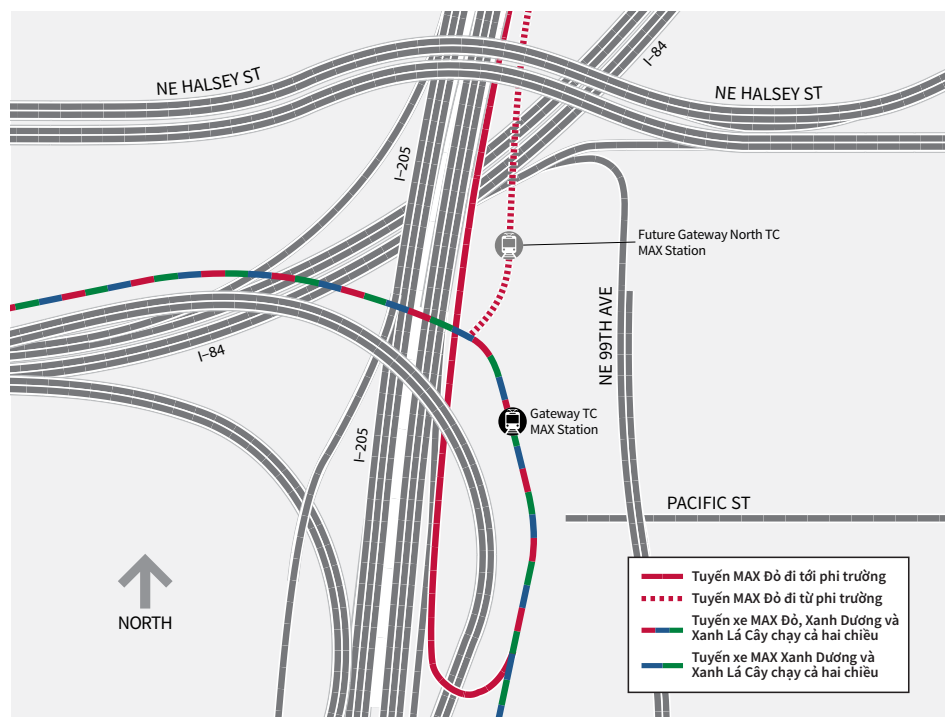 I–84
NE HALSEY ST
NE HALSEY ST
I–205
Future Gateway North TC
MAX Station
NE 99TH AVE
I–84
Gateway TC
MAX Station
I–205
PACIFIC ST
NORTH
Tuyến MAX Đỏ đi tới phi trường
Tuyến MAX Đỏ đi từ phi trường
Tuyến xe MAX Đỏ, Xanh Dương và
Xanh Lá Cây chạy cả hai chiều
Tuyến xe MAX Xanh Dương và
Xanh Lá Cây chạy cả hai chiều